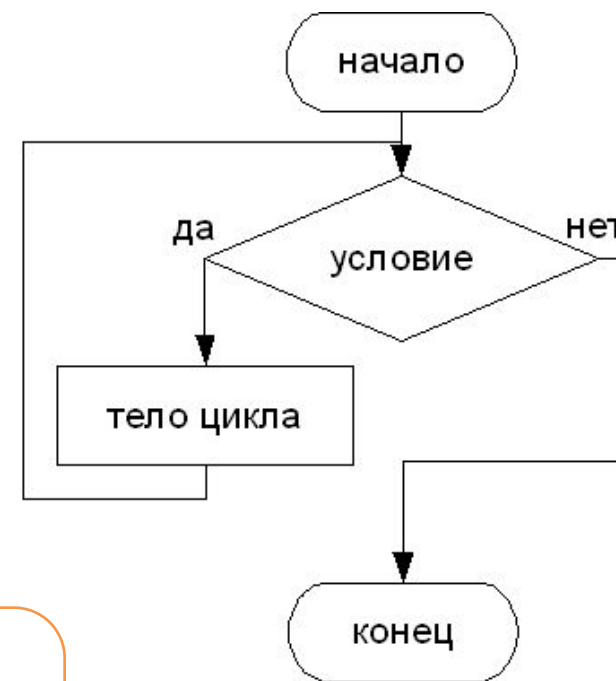 начало
да
нет
условие
тело цикла
конец